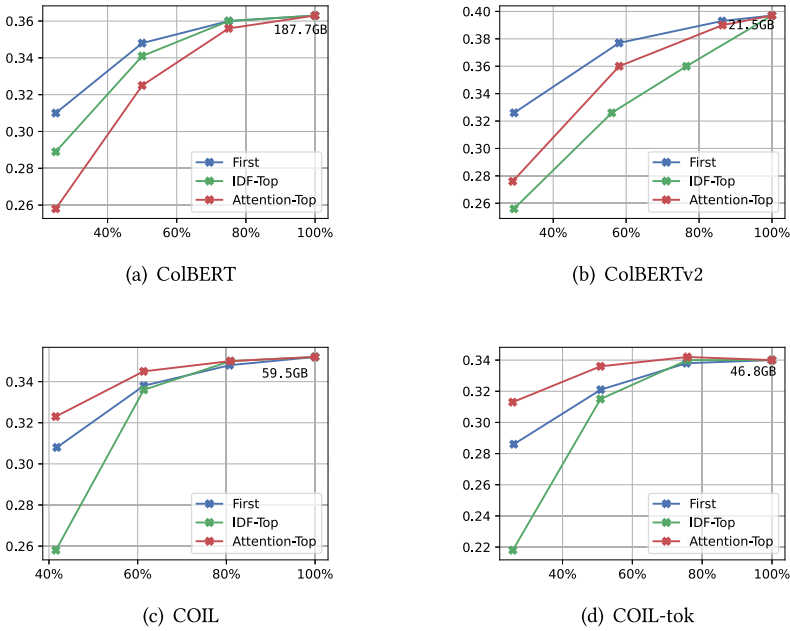 0.36
0.34
0.32
0.30
0.28
0.26
187.7GB
First
IDF-Top
Attention-Top
40% 60% 80% 100%
(a) ColBERT
0.40
0.38
0.36
0.34
0.32
0.30
0.28
0.26
21.5GB
First
IDF-Top
Attention-Top
40% 60% 80% 100%
(b) ColBERTv2
0.34
0.32
0.30
0.28
0.26
59.5GB
First
IDF-Top
Attention-Top
40% 60% 80% 100%
(c) COIL
0.34
0.32
0.30
0.28
0.26
0.24
0.22
46.8GB
First
IDF-Top
Attention-Top
40% 60% 80% 100%
(d) COIL-tok